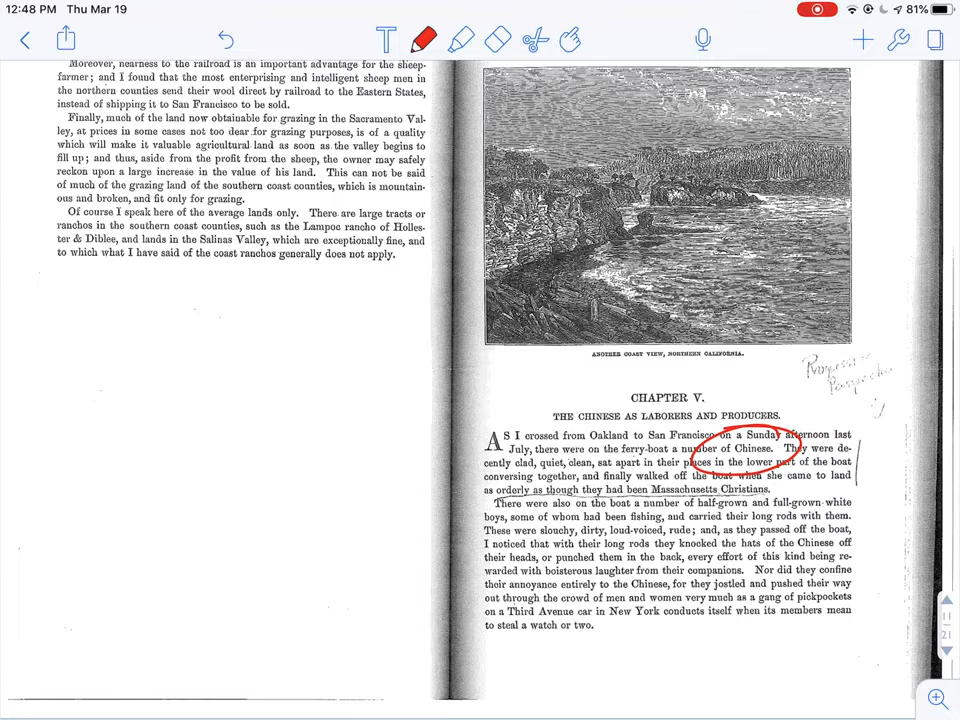 12:48 PM Thu Mar 19
81%
Moreover, nearness to the railroad is an important advantage for the sheep-
farmer; and I found that the most enterprising and intelligent sheep men in
the northern counties send their wool direct by railroad to the Eastern States,
instead of shipping it to San Francisco to be sold.
Finally, much of the land now obtainable for grazing in the Sacramento Val-
ley, at prices in some cases not too dear for grazing purposes, is of a quality
which will make it valuable agricultural land as soon as the valley begins to
fill up; and thus, aside from the profit from the sheep, the owner may safely
reckon upon a large increase in the value of his land. This can not be said
of much of the grazing land of the southern coast counties, which is mountain-
ous and broken, and fit only for grazing.
Of course I speak here of the average lands only. There are large tracts or
ranchos in the southern coast counties, such as the Lampoc rancho of Holles-
ter & Diblee, and lands in the Salinas Valley, which are exceptionally fine, and
to which what I have said of the coast ranchos generally does not apply.
ANOTHER COAST VIEW, NORTHERN CALIFORNIA.
CHAPTER V.
THE CHINESE AS LABORERS AND PRODUCERS.
AS I crossed from Oakland to San Francisco on a Sunday afternoon last
July, there were on the ferry-boat a number of Chinese. They were de-
cently clad, quiet, clean, sat apart in their places in the lower part of the boat
conversing together, and finally walked off the boat when she came to land
as orderly as though they had been Massachusetts Christians.
There were also on the boat a number of half-grown and full-grown white
boys, some of whom had been fishing, and carried their long rods with them.
These were slouchy, dirty, loud-voiced, rude; and, as they passed off the boat,
I noticed that with their long rods they knocked the hats of the Chinese off
their heads, or punched them in the back, every effort of this kind being re-
warded with boisterous laughter from their companions. Nor did they confine
their annoyance entirely to the Chinese, for they jostled and pushed their way
out through the crowd of men and women very much as a gang of pickpockets
on a Third Avenue car in New York conducts itself when its members mean
to steal a watch or two.
11
21